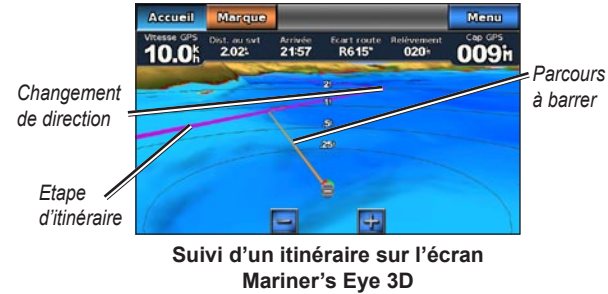 Accueil Marque Menu
Vitesse GPS Dist. au svt Arrivée Ecart route Relèvement Cap GPS
10.0 2.02 21:57 R615" 020 009
Changement
de direction
Parcours
à barrer
Etape
d’itinéraire
Suivi d’un itinéraire sur l’écran
Mariner’s Eye 3D